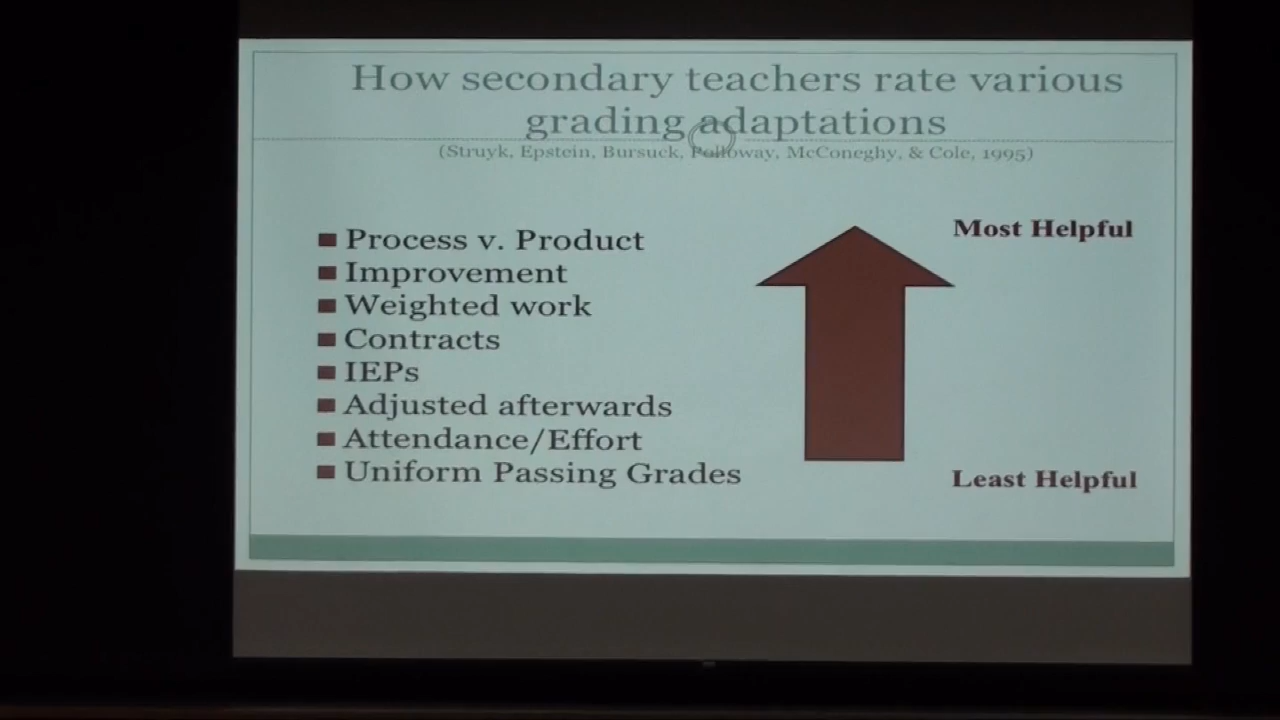 How secondary teachers rate various
grading adaptations
(Struyk, Epstein, Bursuck, Polloway, McConeghy, & Cole, 1995)
Most Helpful
Process v. Product
Improvement
Weighted work
Contracts
IEPs
Adjusted afterwards
Attendance/Effort
Uniform Passing Grades
Least Helpful